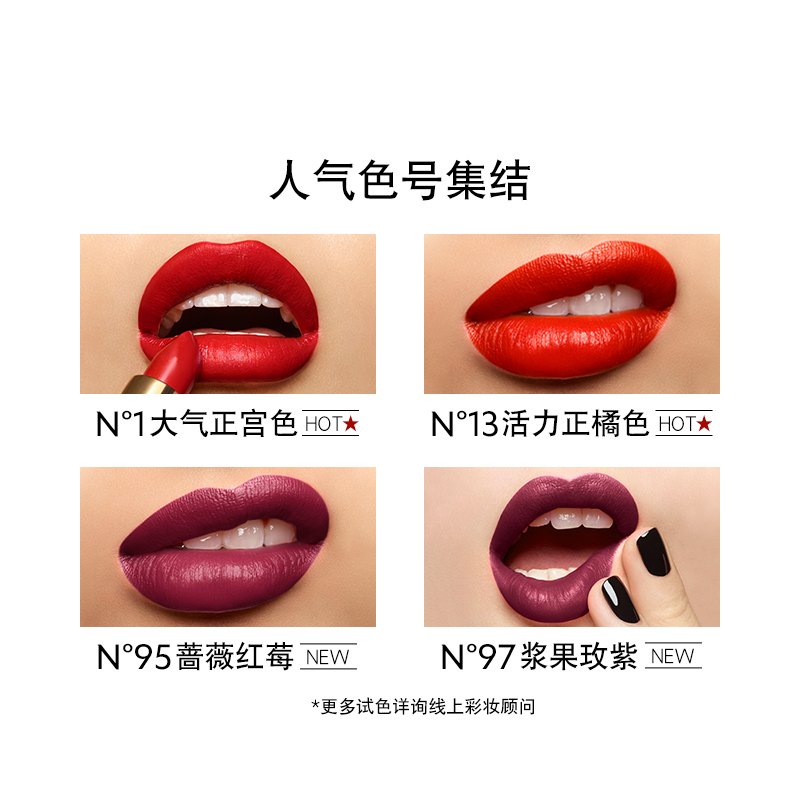 人气色号集结
N°1大气正宫色 HOT★
N°13活力正橘色 HOT★
N°95蔷薇红莓 NEW
N°97浆果玫紫 NEW
*更多试色详询线上彩妆顾问